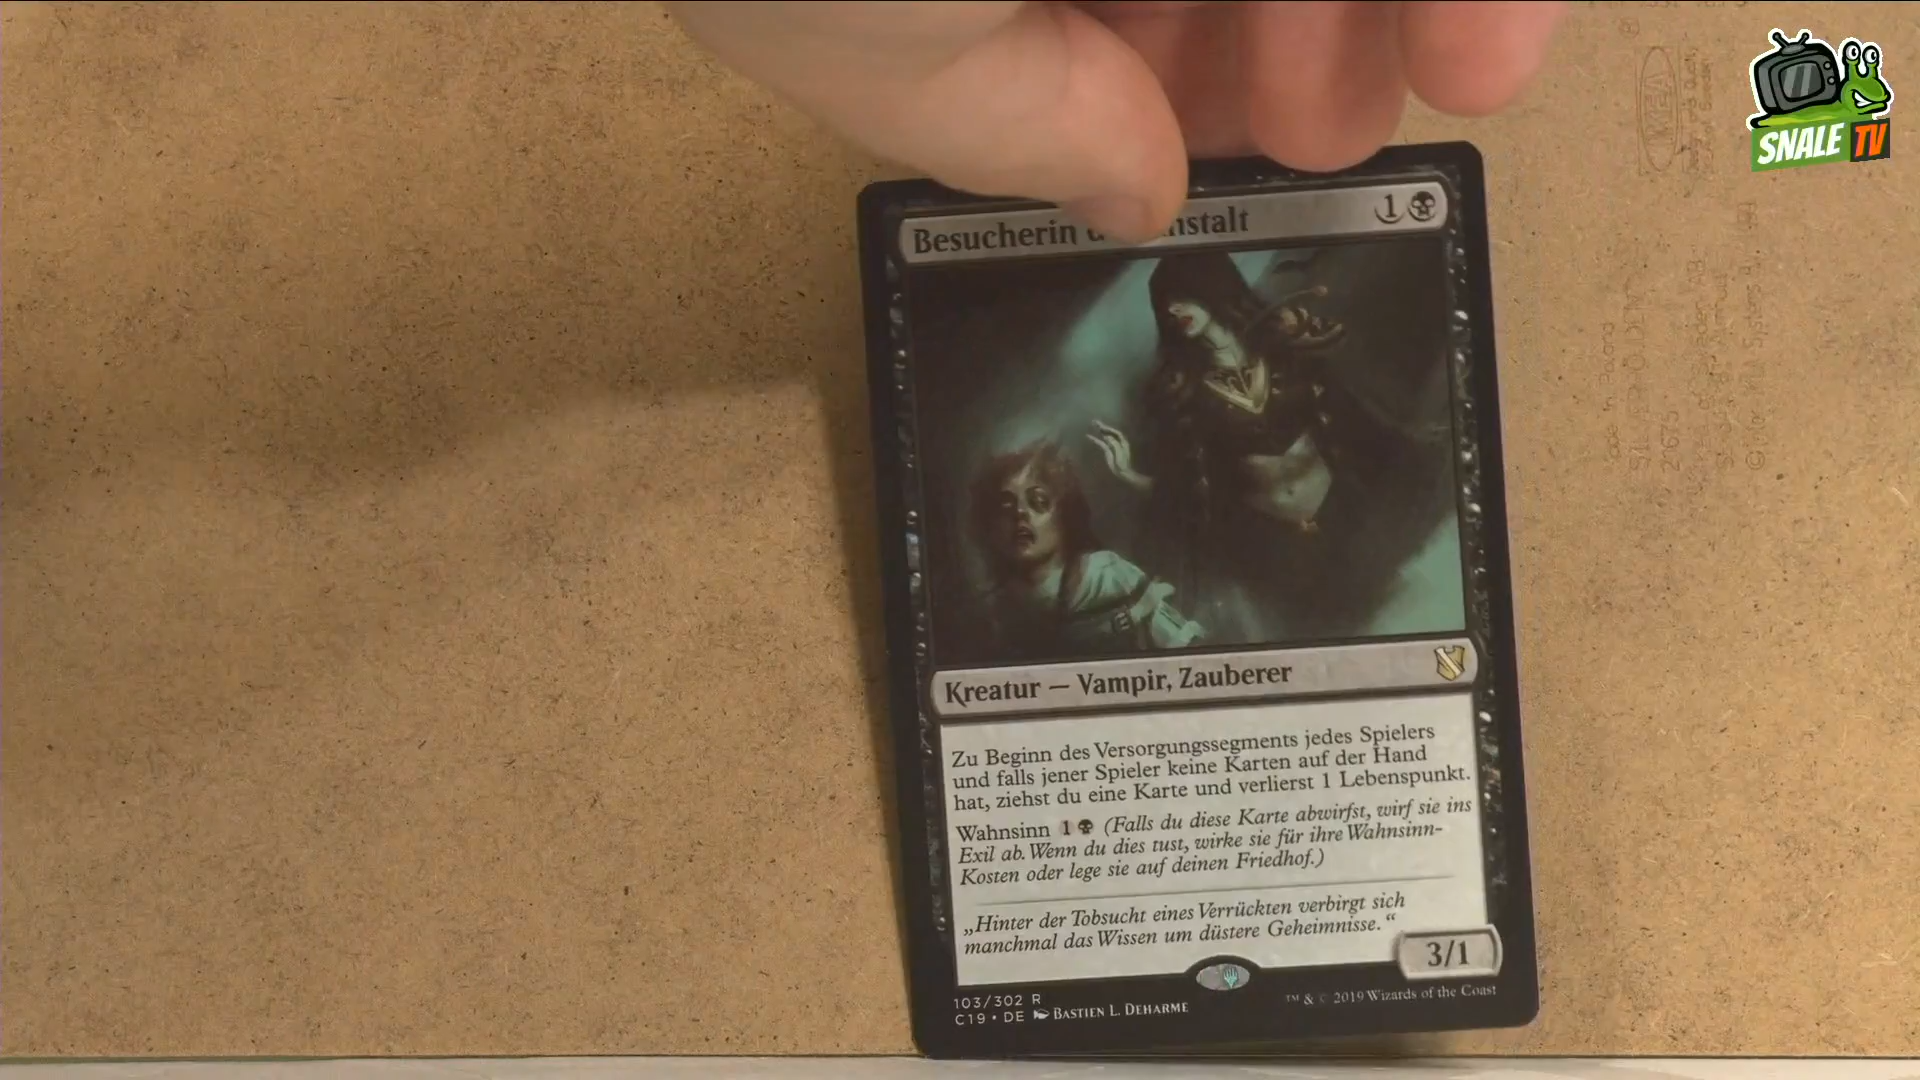 SNALE TV
Besucherin
1
Kreatur — Vampir, Zauberer
Zu Beginn des Versorgungssegments jedes Spielers
und falls jener Spieler keine Karten auf der Hand
hat, ziehst du eine Karte und verlierst 1 Lebenspunkt.
Wahnsinn 1 (Falls du diese Karte abwirfst, wirf sie ins
Exil ab. Wenn du dies tust, wirke sie für ihre Wahnsinn-
Kosten oder lege sie auf deinen Friedhof.)
„Hinter der Tobsucht eines Verrückten verbirgt sich
manchmal das Wissen um düstere Geheimnisse.“
3/1
103/302 R
C19 • DE BASTIEN L. DEHARME
™ & © 2019 Wizards of the Coast
21675